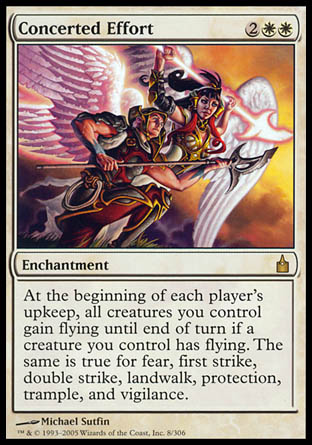 Concerted Effort 2
Enchantment
At the beginning of each player's
upkeep, all creatures you control
gain flying until end of turn if a
creature you control has flying. The
same is true for fear, first strike,
double strike, landwalk, protection,
trample, and vigilance.
Michael Sutfin
™ & © 1993–2005 Wizards of the Coast, Inc. 8/306